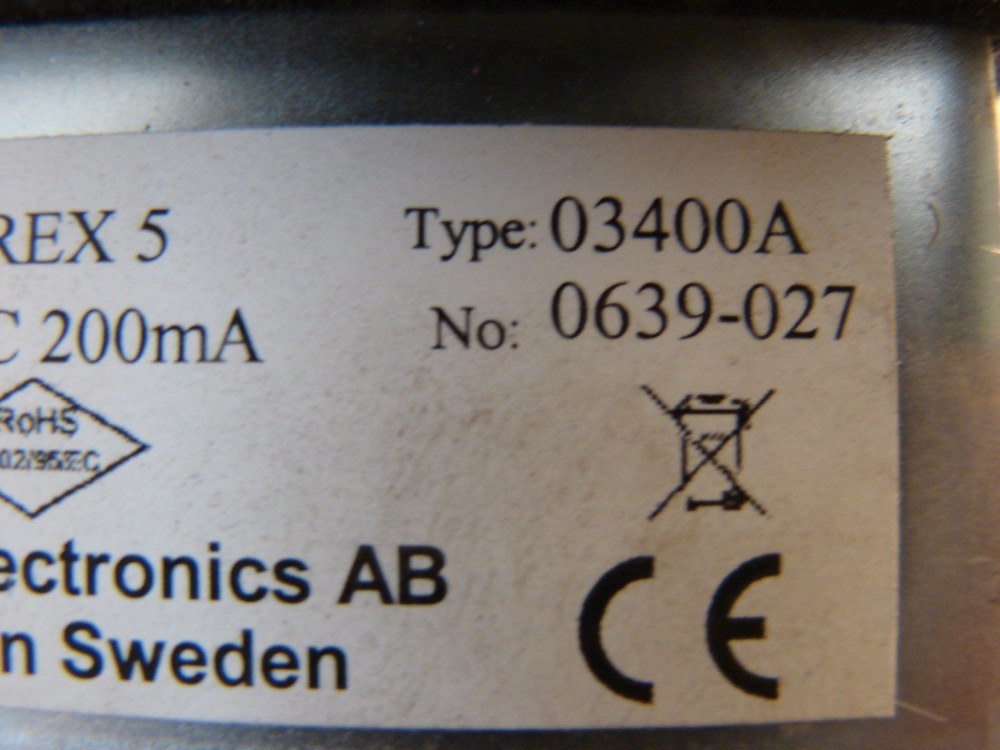 REX 5 Type: 03400A
C 200mA No: 0639-027
RoHS
02/95/EC
ectronics AB
n Sweden
CE